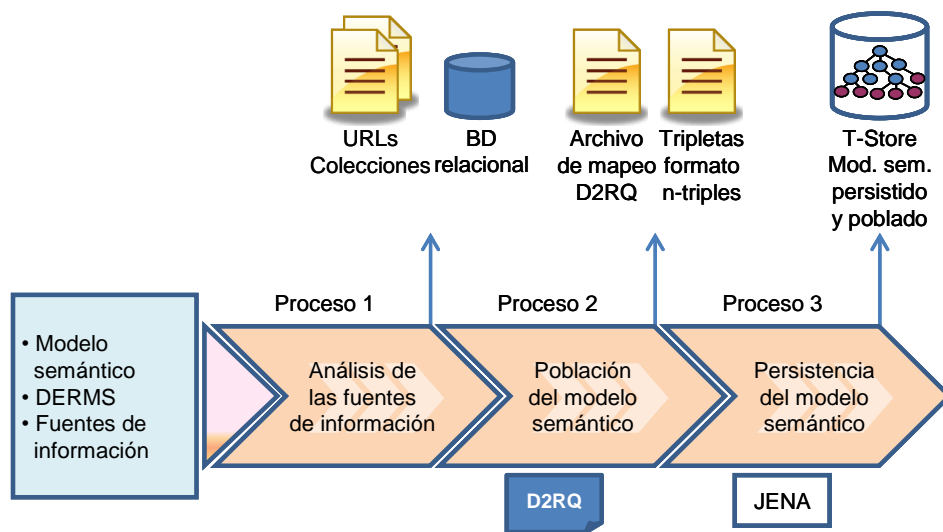 URLs
Colecciones
BD
relacional
Archivo
de mapeo
D2RQ
Tripletas
formato
n-triples
T-Store
Mod. sem.
persistido
y poblado
Proceso 1
Proceso 2
Proceso 3
• Modelo
semántico
• DERMS
• Fuentes de
información
Análisis de
las fuentes
de información
Población
del modelo
semántico
Persistencia
del modelo
semántico
D2RQ
JENA